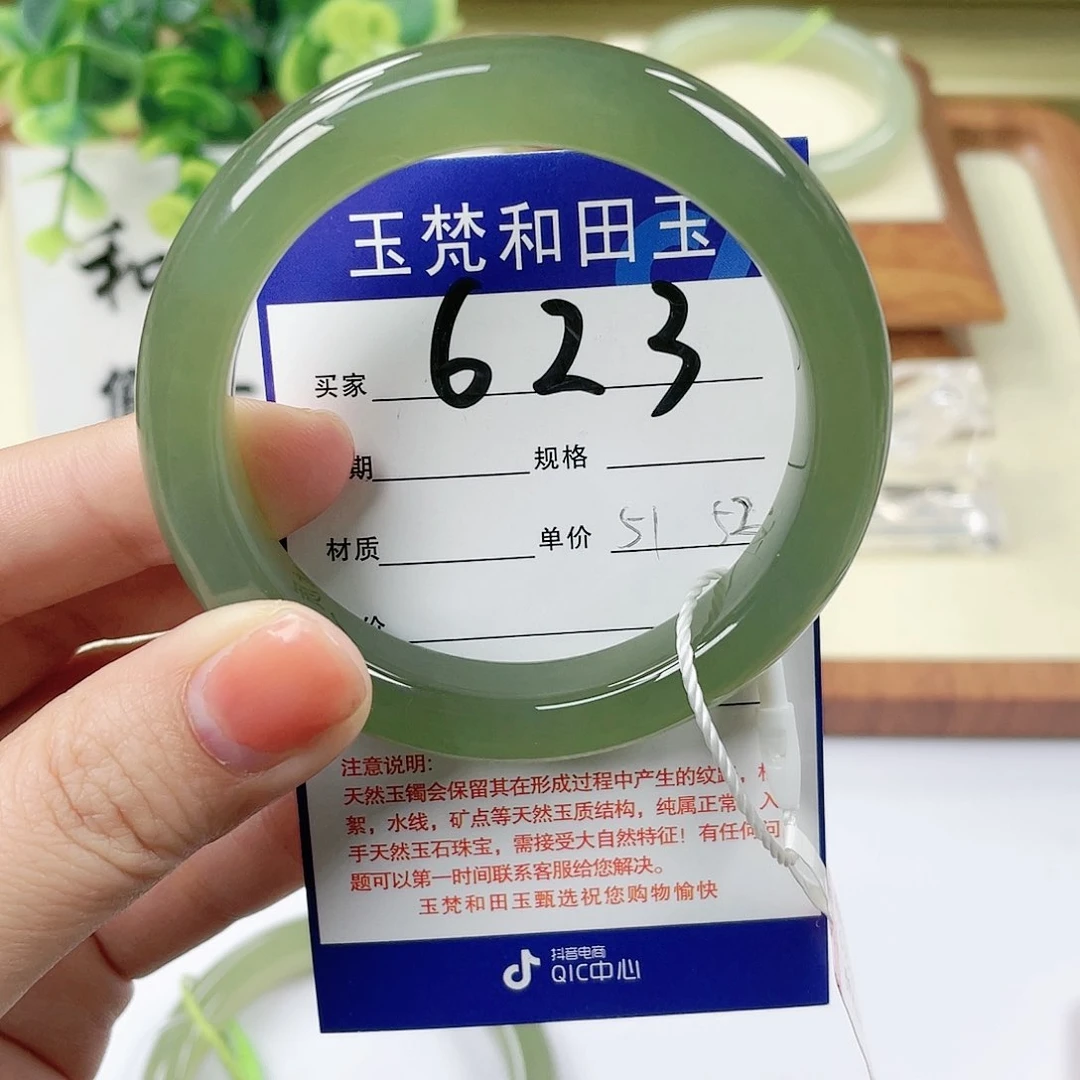 玉梵和田玉
623
买家
期 规格
材质 单价 51 52
价
注意说明:
天然玉镯会保留其在形成过程中产生的纹
絮，水线，矿点等天然玉质结构，纯属正常 入
手天然玉石珠宝，需接受大自然特征！有任何问
题可以第一时间联系客服给您解决。
玉梵和田玉甄选祝您购物愉快
抖音电商
QIC中心
和